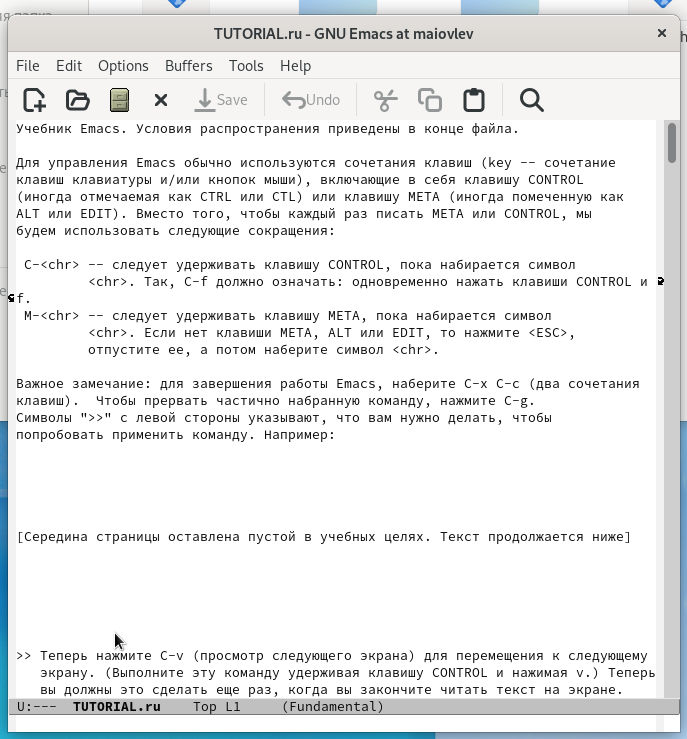 TUTORIAL.ru - GNU Emacs at maiovlev
File Edit Options Buffers Tools Help
Save Undo
Учебник Emacs. Условия распространения приведены в конце файла.
Для управления Emacs обычно используются сочетания клавиш (key -- сочетание
клавиш клавиатуры и/или кнопок мыши), включающие в себя клавишу CONTROL
(иногда отмечаемая как CTRL или CTL) или клавишу META (иногда помеченную как
ALT или EDIT). Вместо того, чтобы каждый раз писать META или CONTROL, мы
будем использовать следующие сокращения:
C-<chr> -- следует удерживать клавишу CONTROL, пока набирается символ
<chr>. Так, C-f должно означать: одновременно нажать клавиши CONTROL и
f.
M-<chr> -- следует удерживать клавишу META, пока набирается символ
<chr>. Если нет клавиши META, ALT или EDIT, то нажмите <ESC>,
отпустите ее, а потом наберите символ <chr>.
Важное замечание: для завершения работы Emacs, наберите C-x C-c (два сочетания
клавиш).  Чтобы прервать частично набранную команду, нажмите C-g.
Символы ">>" с левой стороны указывают, что вам нужно делать, чтобы
попробовать применить команду. Например:
[Середина страницы оставлена пустой в учебных целях. Текст продолжается ниже]
>> Теперь нажмите C-v (просмотр следующего экрана) для перемещения к следующему
экрану. (Выполните эту команду удерживая клавишу CONTROL и нажимая v.) Теперь
вы должны это сделать еще раз, когда вы закончите читать текст на экране.
U:--- TUTORIAL.ru Top L1 (Fundamental)